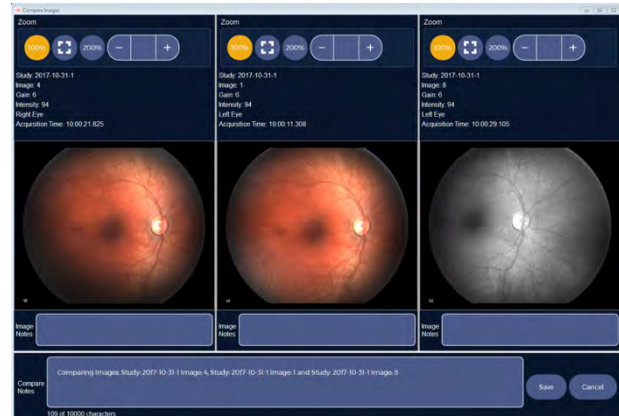 Compare Images
Zoom
100%
200%
−
+
Study: 2017-10-31-1
Image: 4
Gain: 6
Intensity: 94
Right Eye
Acquisition Time: 10:00:21.825
Zoom
100%
200%
−
+
Study: 2017-10-31-1
Image: 1
Gain: 6
Intensity: 94
Left Eye
Acquisition Time: 10:00:11.308
Zoom
100%
200%
−
+
Study: 2017-10-31-1
Image: 8
Gain: 6
Intensity: 94
Left Eye
Acquisition Time: 10:00:29.105
Image
Notes
Image
Notes
Image
Notes
Compare
Notes
Comparing Images: Study: 2017-10-31-1 Image: 4, Study: 2017-10-31-1 Image: 1 and Study: 2017-10-31-1 Image: 8
Save
Cancel
109 of 10000 characters